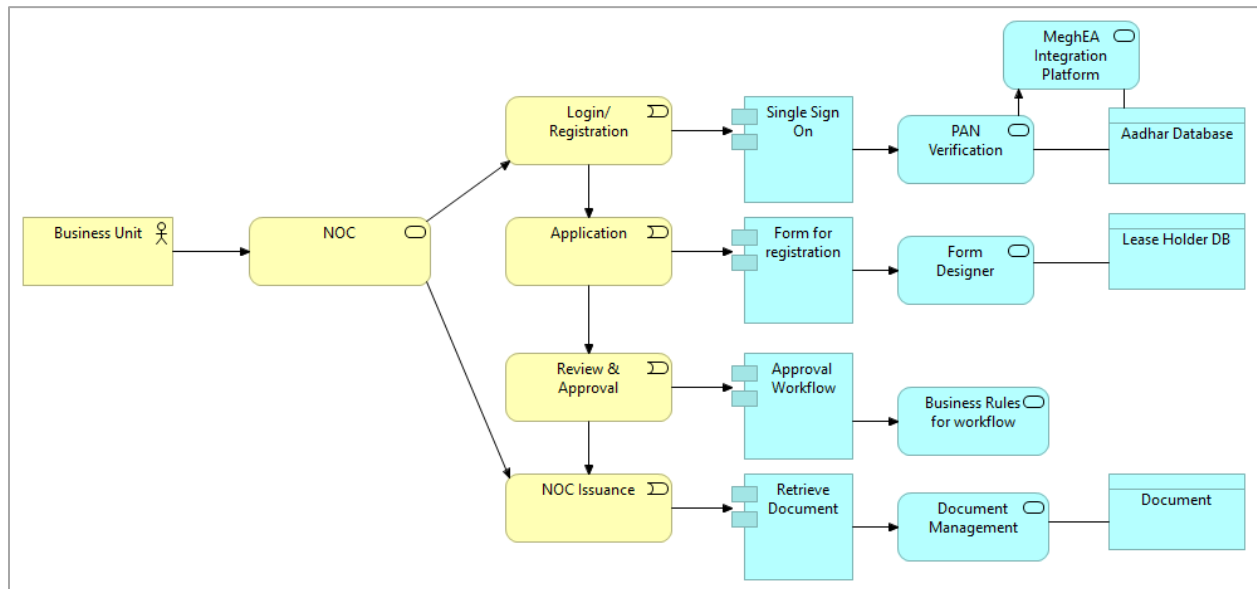 MeghEA
Integration
Platform
Login/
Registration
Single Sign
On
PAN
Verification
Aadhar Database
Business Unit
NOC
Application
Form for
registration
Form
Designer
Lease Holder DB
Review &
Approval
Approval
Workflow
Business Rules
for workflow
NOC Issuance
Retrieve
Document
Document
Management
Document